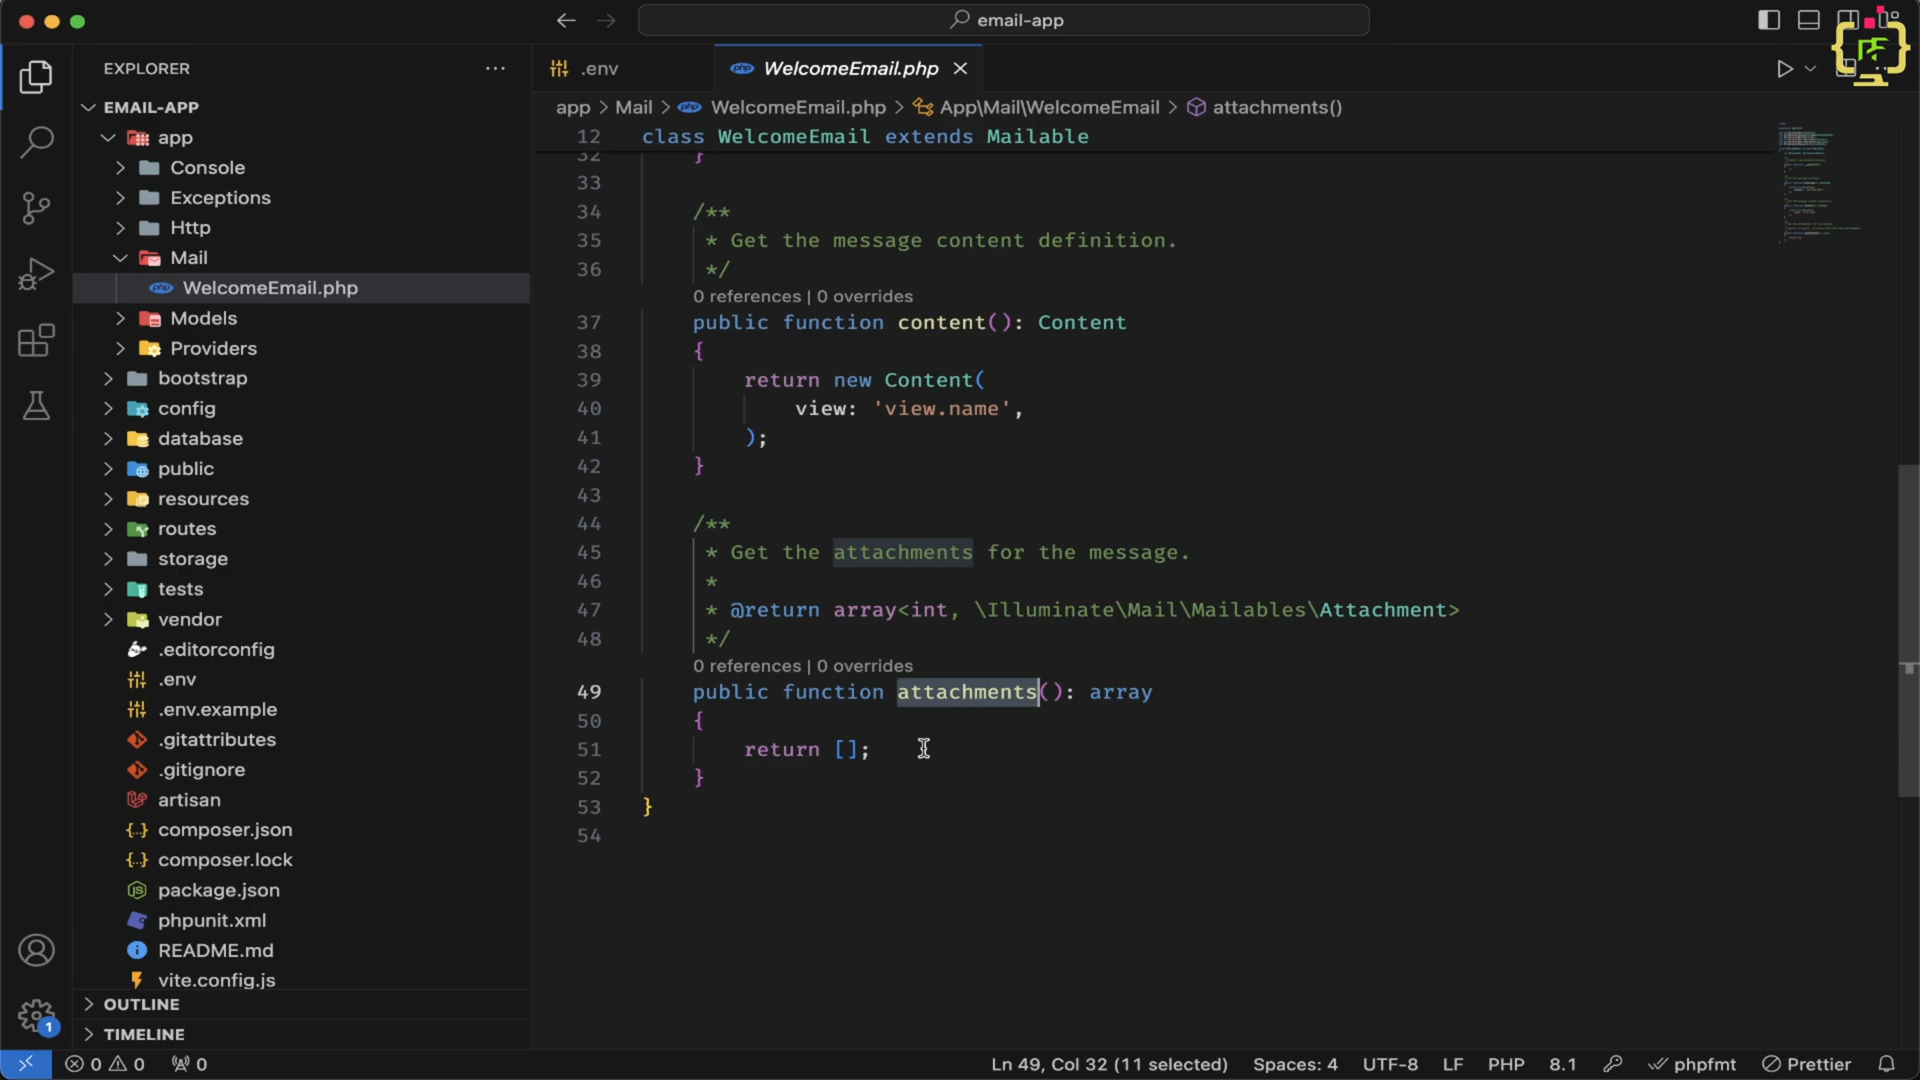 email-app
EXPLORER
EMAIL-APP
app
Console
Exceptions
Http
Mail
WelcomeEmail.php
Models
Providers
bootstrap
config
database
public
resources
routes
storage
tests
vendor
.editorconfig
.env
.env.example
.gitattributes
.gitignore
artisan
composer.json
composer.lock
package.json
phpunit.xml
README.md
vite.config.js
OUTLINE
TIMELINE
.env
WelcomeEmail.php
app > Mail > WelcomeEmail.php > App\Mail\WelcomeEmail > attachments()
12 class WelcomeEmail extends Mailable
32 }
33
34 /**
35 * Get the message content definition.
36 */
0 references | 0 overrides
37 public function content(): Content
38 {
39 return new Content(
40 view: 'view.name',
41 );
42 }
43
44 /**
45 * Get the attachments for the message.
46 *
47 * @return array<int, \Illuminate\Mail\Mailables\Attachment>
48 */
0 references | 0 overrides
49 public function attachments(): array
50 {
51 return [];
52 }
53 }
54
1
0 0 0
Ln 49, Col 32 (11 selected) Spaces: 4 UTF-8 LF PHP 8.1 phpfmt Prettier